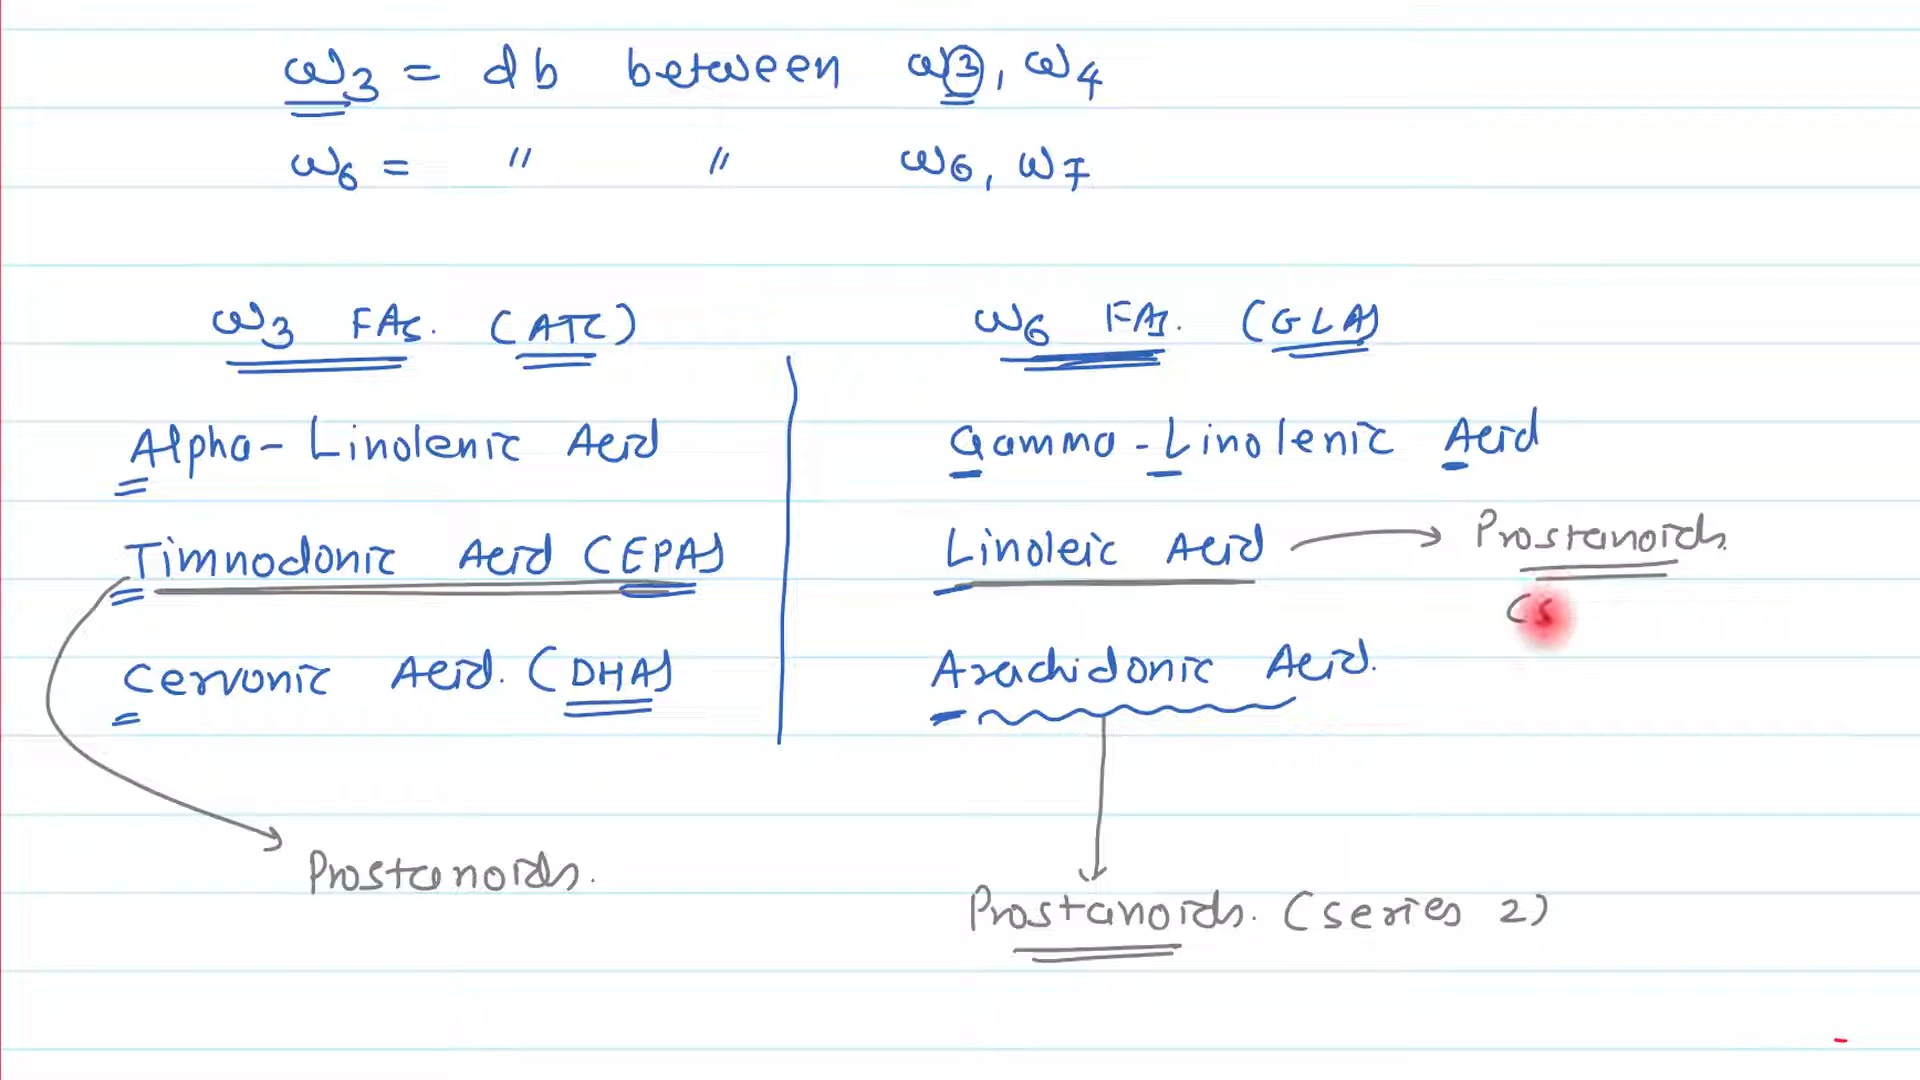 ω3 = db between ω3, ω4
ω6 = " " ω6, ω7
ω3 FAs. (ATC)
Alpha-Linolenic Acid
Timnodonic Acid (EPA)
Cervonic Acid. (DHA)
Prostanoids.
ω6 FAs. (GLA)
Gamma-Linolenic Acid
Linoleic Acid → Prostanoids.
(s
Arachidonic Acid.
Prostanoids. (series 2)